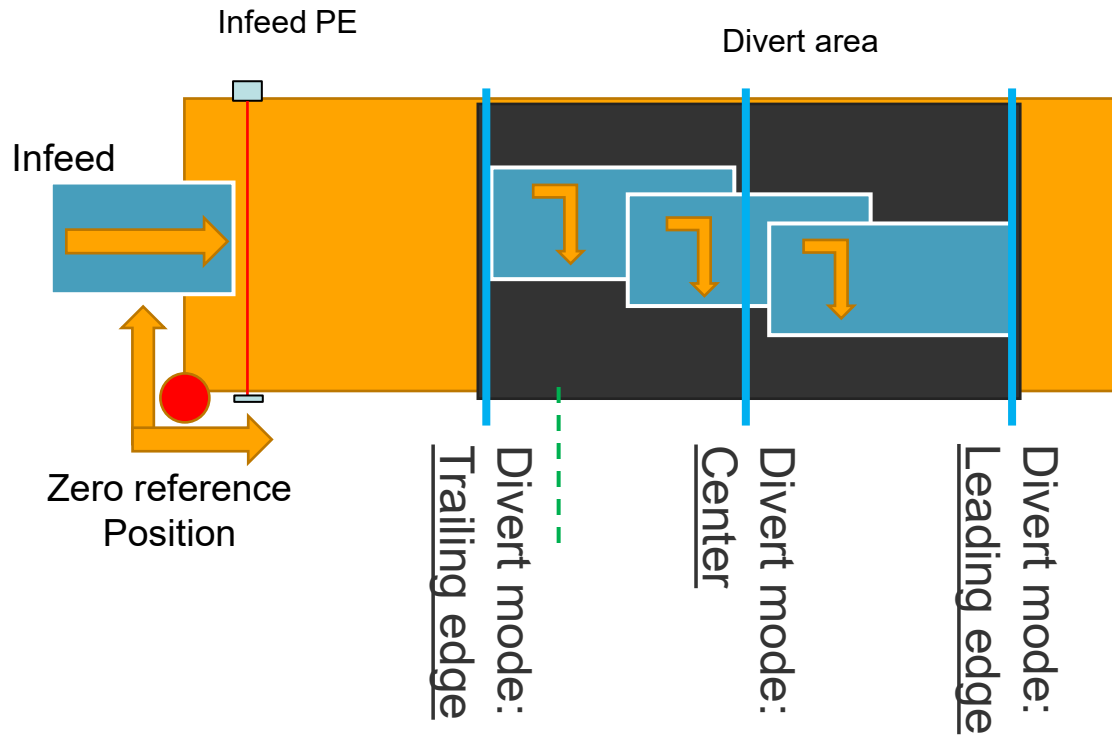 Infeed PE
Divert area
Infeed
Zero reference
Position
Divert mode:
Trailing edge
Divert mode:
Center
Divert mode:
Leading edge